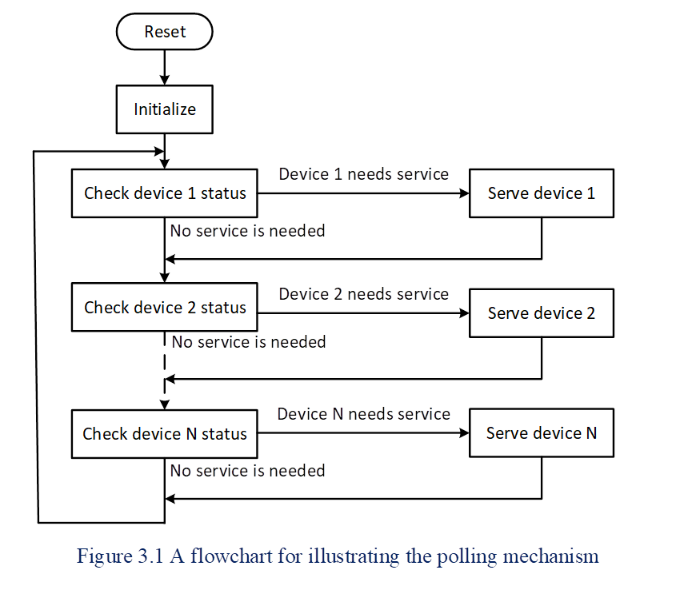 Reset
Initialize
Device 1 needs service
Check device 1 status
Serve device 1
No service is needed
Device 2 needs service
Check device 2 status
Serve device 2
No service is needed
Device N needs service
Check device N status
Serve device N
No service is needed
Figure 3.1 A flowchart for illustrating the polling mechanism